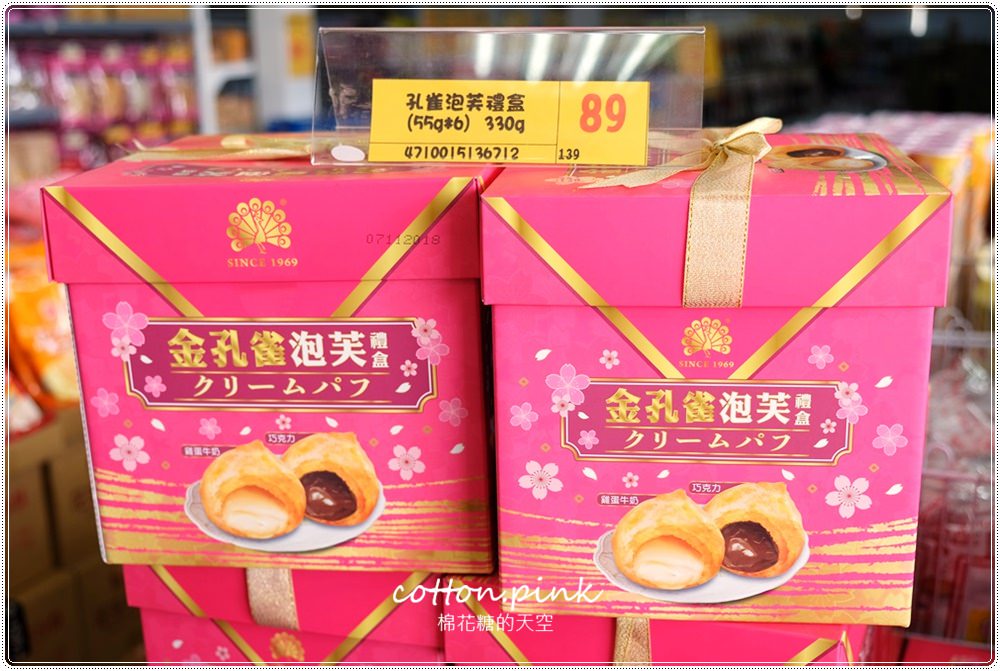 孔雀泡芙禮盒
(55g*6) 330g
89
4710015136712
139
SINCE 1969
07112018
金孔雀泡芙禮盒
クリームパフ
巧克力
雞蛋牛奶
SINCE 1969
金孔雀泡芙禮盒
クリームパフ
巧克力
雞蛋牛奶
cotton.pink
棉花糖的天空